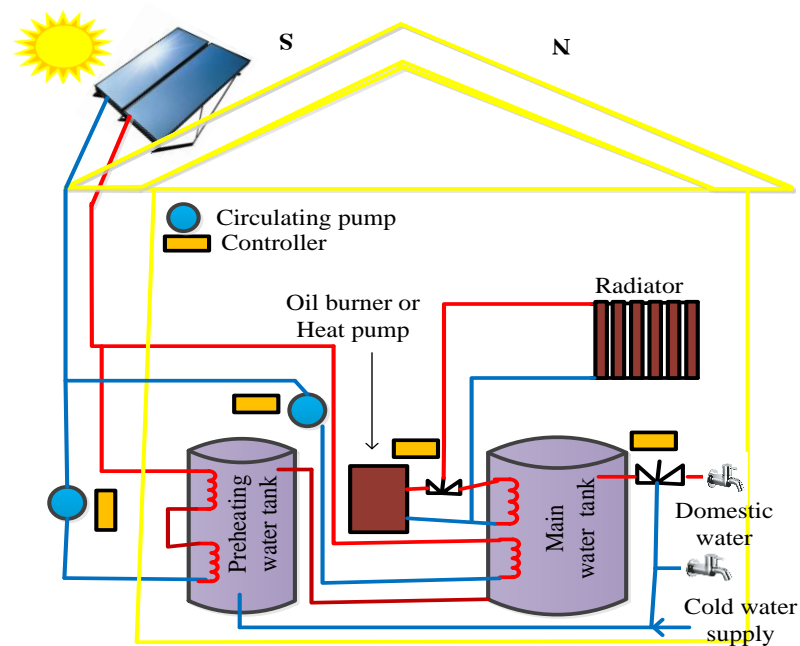 S
N
Circulating pump
Controller
Radiator
Oil burner or
Heat pump
Preheating
water tank
Main
water tank
Domestic
water
Cold water
supply